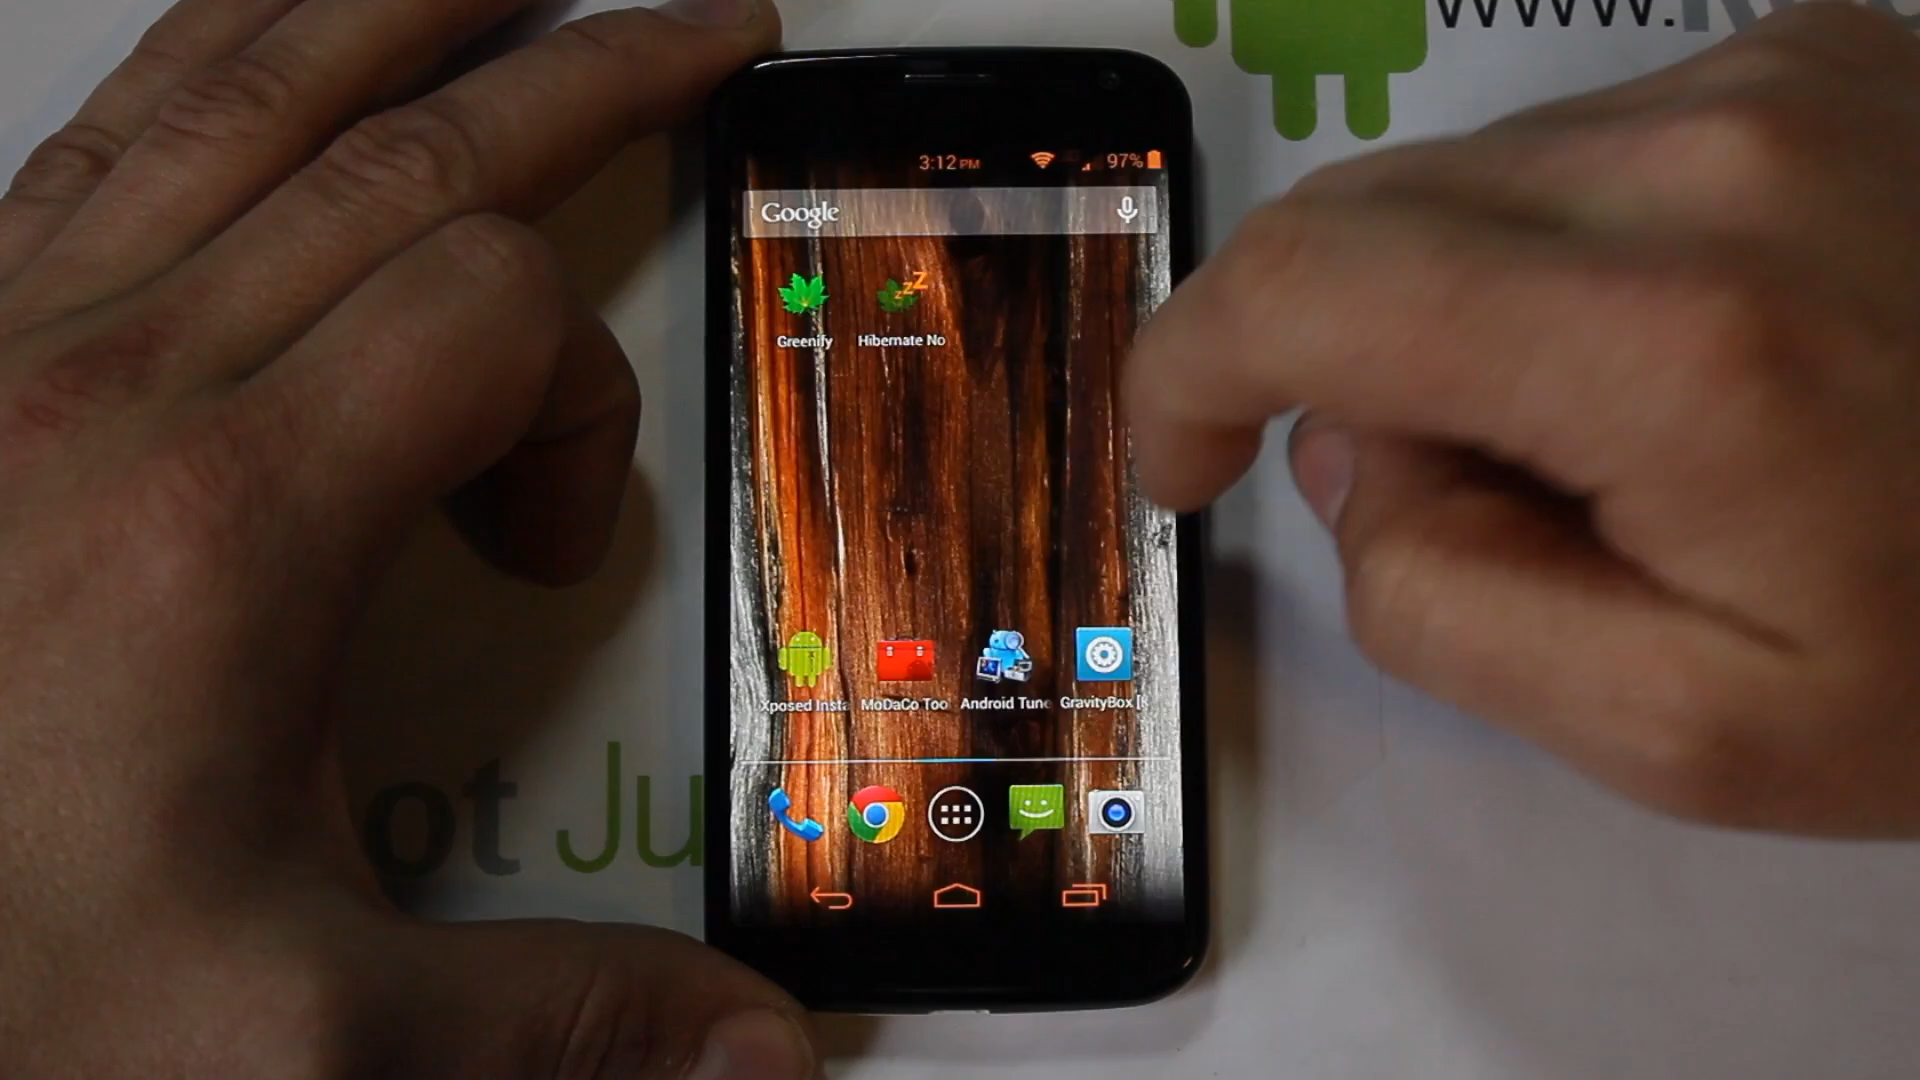 www.
3:12 PM 97%
Google
Greenify Hibernate No
Xposed Insta MoDaCo Too Android Tune GravityBox [
ot Ju